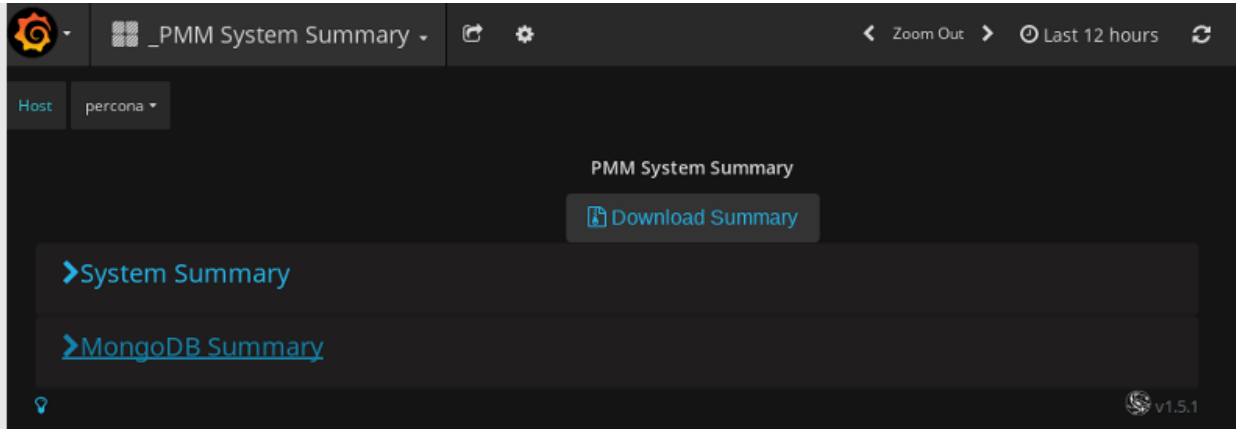 _PMM System Summary
Zoom Out
Last 12 hours
Host
percona
PMM System Summary
Download Summary
System Summary
MongoDB Summary
v1.5.1